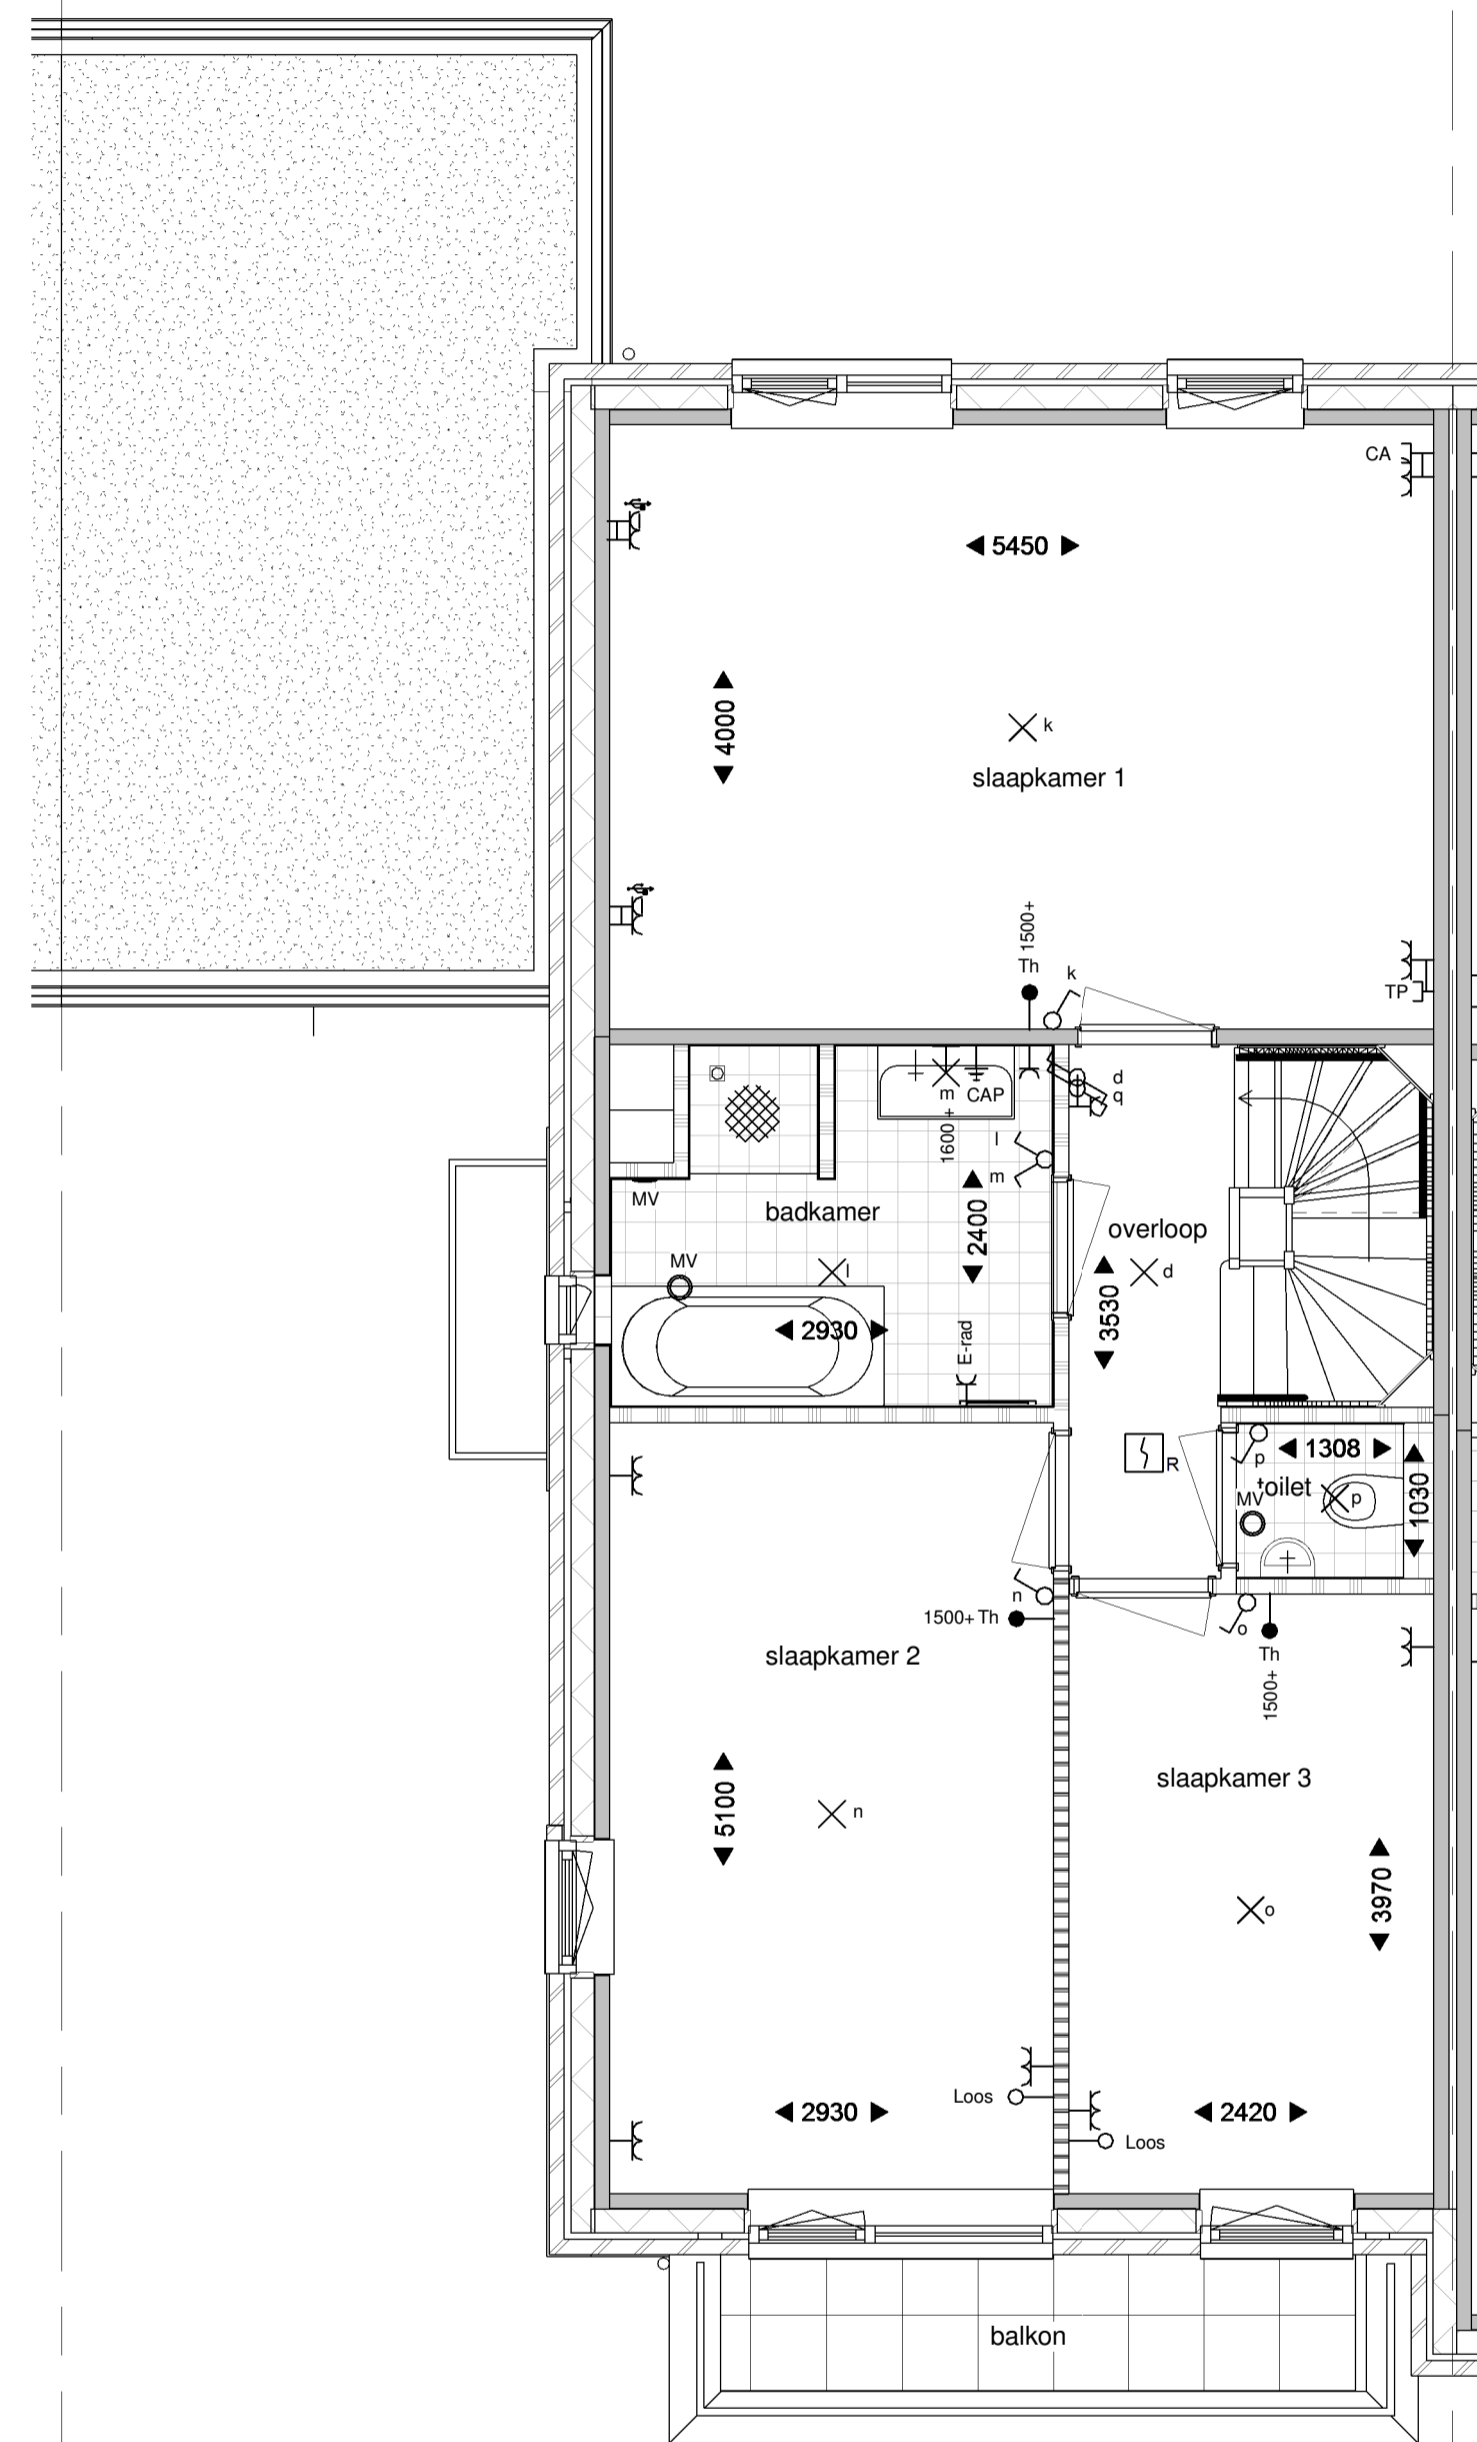 CA
5450
4000
k
slaapkamer 1
1500+
Th
k
TP
d
q
m
CAP
1600 +
l
m
MV
badkamer
2400
overloop
MV
l
d
3530
2930
E-rad
R
p
1308
toilet
MV
p
1030
n
1500+ Th
o
Th
1500+
slaapkamer 2
slaapkamer 3
5100
n
o
3970
Loos
2930
2420
Loos
balkon